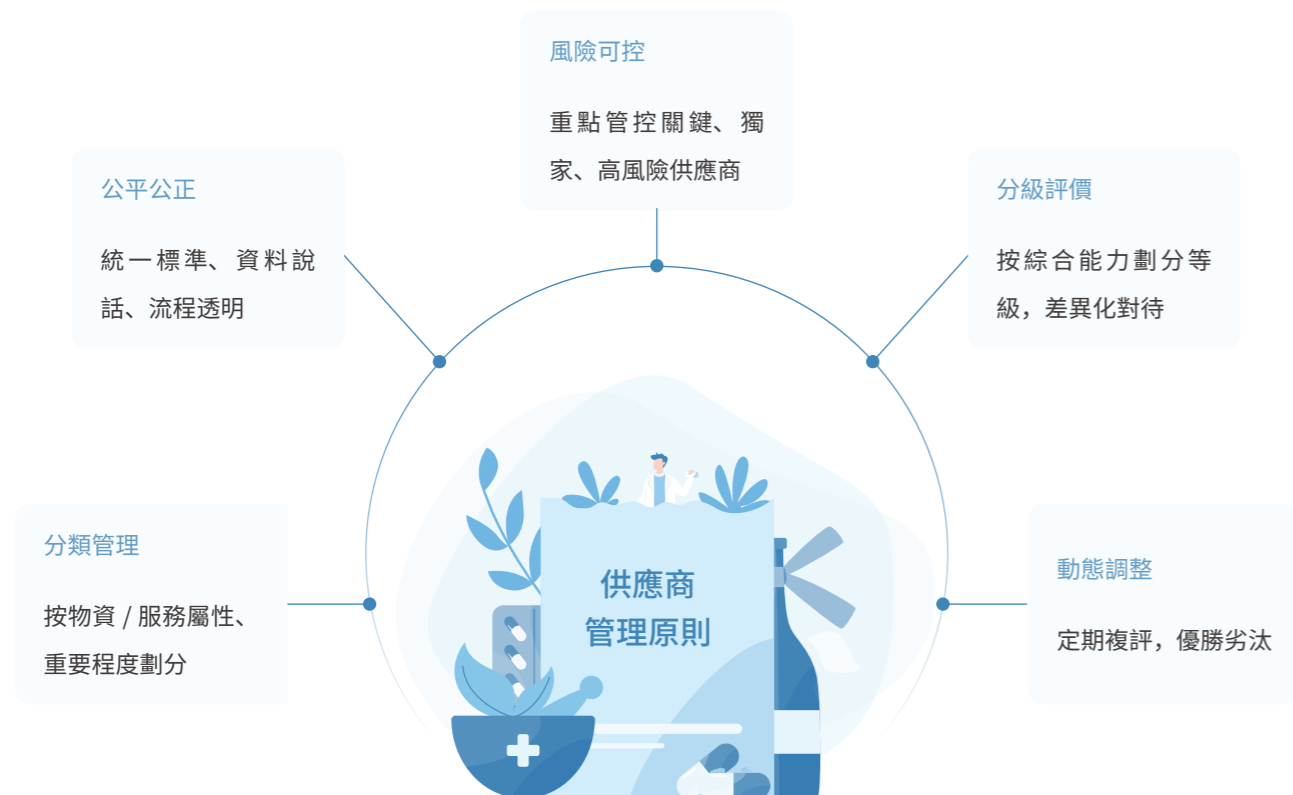 風險可控
重點管控關鍵、獨
家、高風險供應商
公平公正
統一標準、資料說
話、流程透明
分級評價
按綜合能力劃分等
級，差異化對待
分類管理
按物資 / 服務屬性、
重要程度劃分
動態調整
定期複評，優勝劣汰
供應商
管理原則